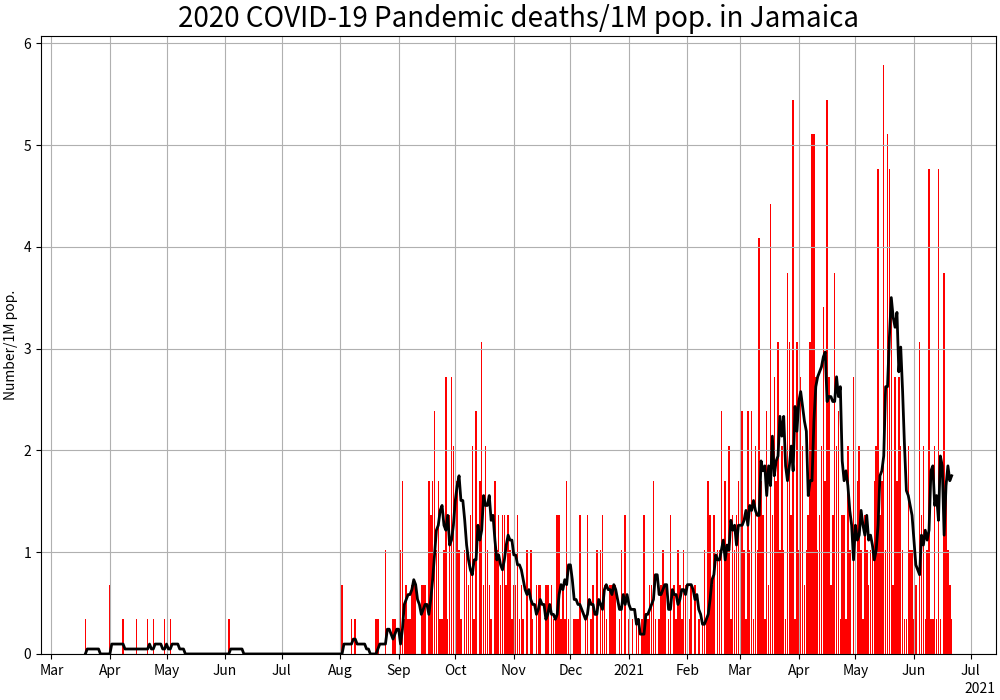 2020 COVID-19 Pandemic deaths/1M pop. in Jamaica
Number/1M pop.
6
5
4
3
2
1
0
Mar Apr May Jun Jul Aug Sep Oct Nov Dec 2021 Feb Mar Apr May Jun Jul
2021